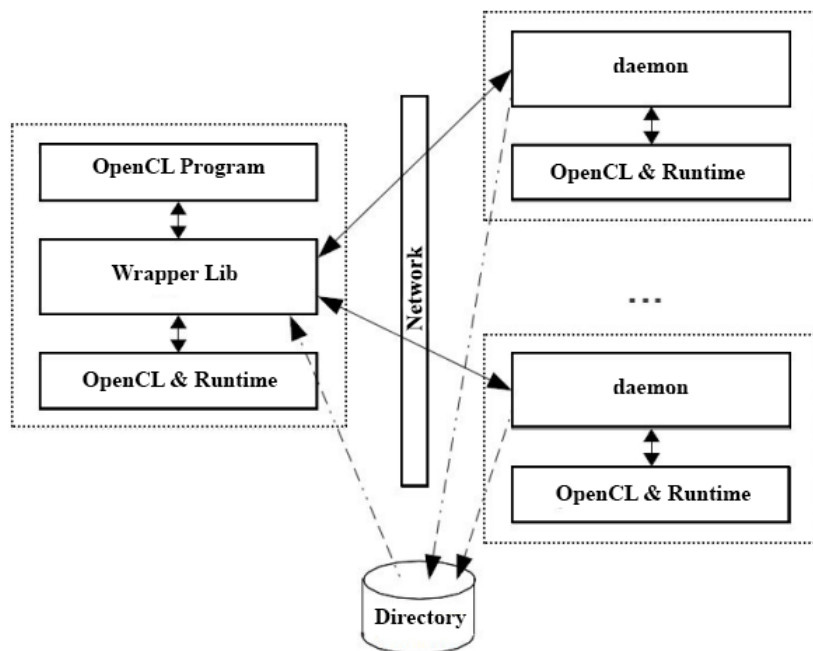 OpenCL Program
Wrapper Lib
OpenCL & Runtime
Network
daemon
OpenCL & Runtime
...
daemon
OpenCL & Runtime
Directory